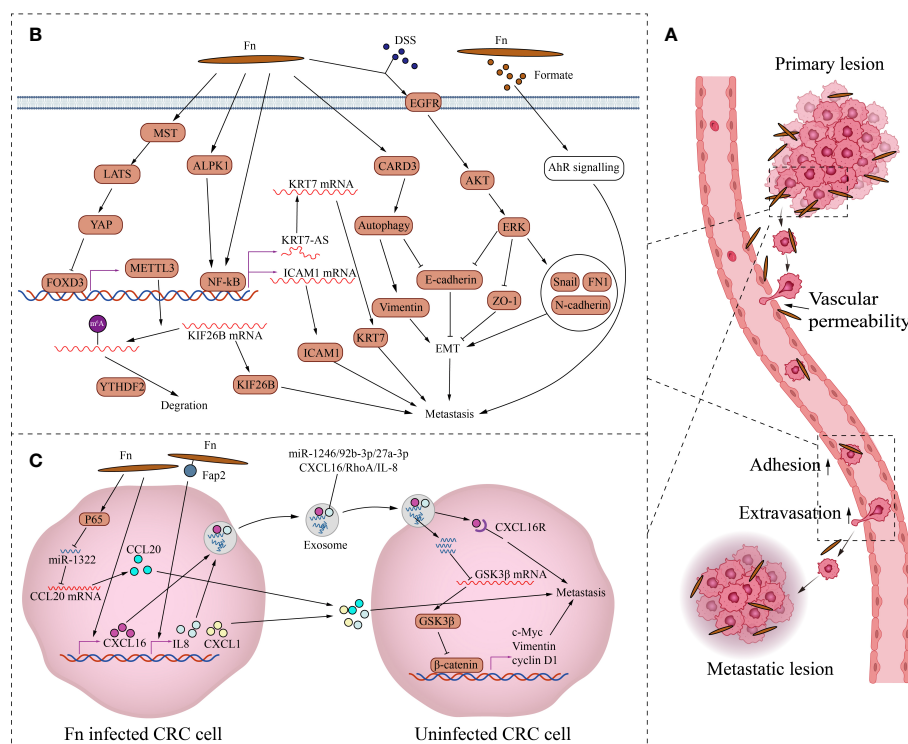 B
Fn
DSS
Fn
Formate
EGFR
MST
LATS
YAP
FOXD3
METTL3
ALPK1
NF-kB
KRT7 mRNA
KRT7-AS
ICAM1 mRNA
CARD3
Autophagy
AKT
ERK
AhR signalling
E-cadherin
Vimentin
ZO-1
Snail
FN1
N-cadherin
m⁶A
KIF26B mRNA
YTHDF2
Degration
KIF26B
ICAM1
KRT7
EMT
Metastasis
C
Fn
Fn
Fap2
miR-1246/92b-3p/27a-3p
CXCL16/RhoA/IL-8
P65
miR-1322
CCL20 mRNA
CCL20
CXCL16
IL8
CXCL1
Exosome
CXCL16R
GSK3β mRNA
Metastasis
GSK3β
β-catenin
c-Myc
Vimentin
cyclin D1
Fn infected CRC cell
Uninfected CRC cell
A
Primary lesion
Vascular
permeability
Adhesion
Extravasation
Metastatic lesion